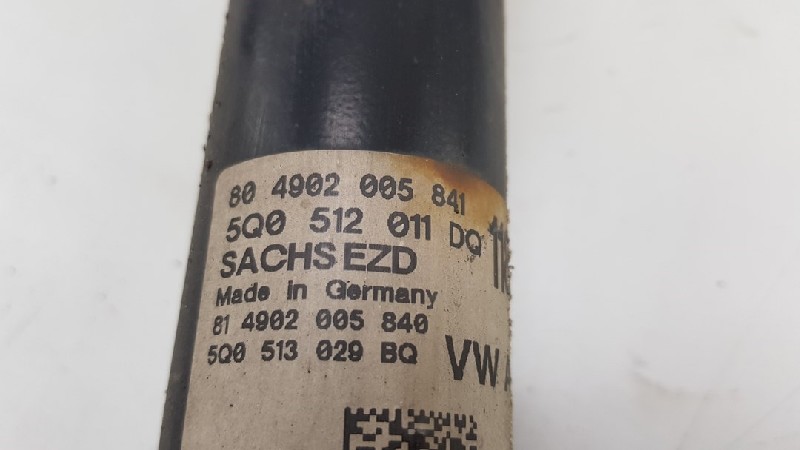 80 4902 005 841
5Q0 512 011 DQ
SACHS EZD
Made in Germany
81 4902 005 840
5Q0 513 029 BQ
VW